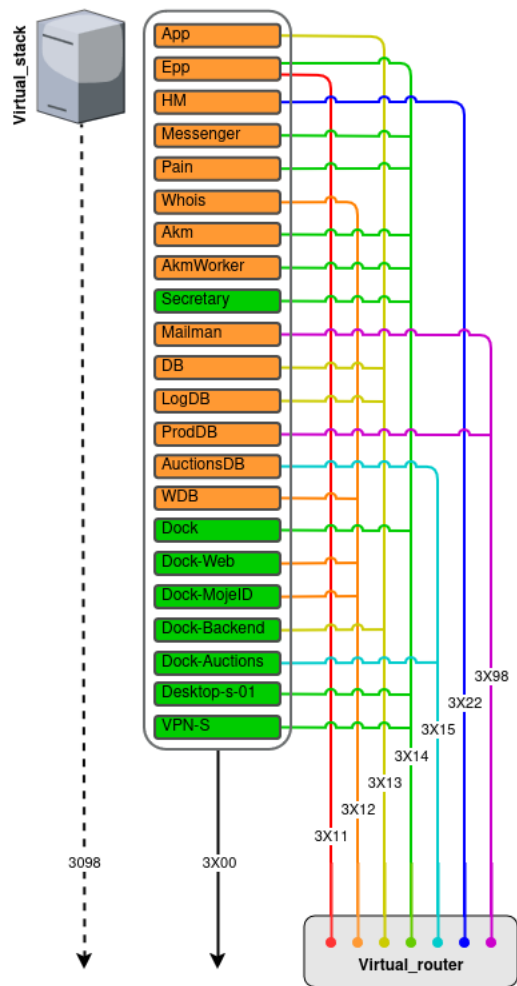 Virtual_stack
App
Epp
HM
Messenger
Pain
Whois
Akm
AkmWorker
Secretary
Mailman
DB
LogDB
ProdDB
AuctionsDB
WDB
Dock
Dock-Web
Dock-MojeID
Dock-Backend
Dock-Auctions
Desktop-s-01
VPN-S
3X98
3X22
3X15
3X14
3X13
3X12
3X11
3098
3X00
Virtual_router